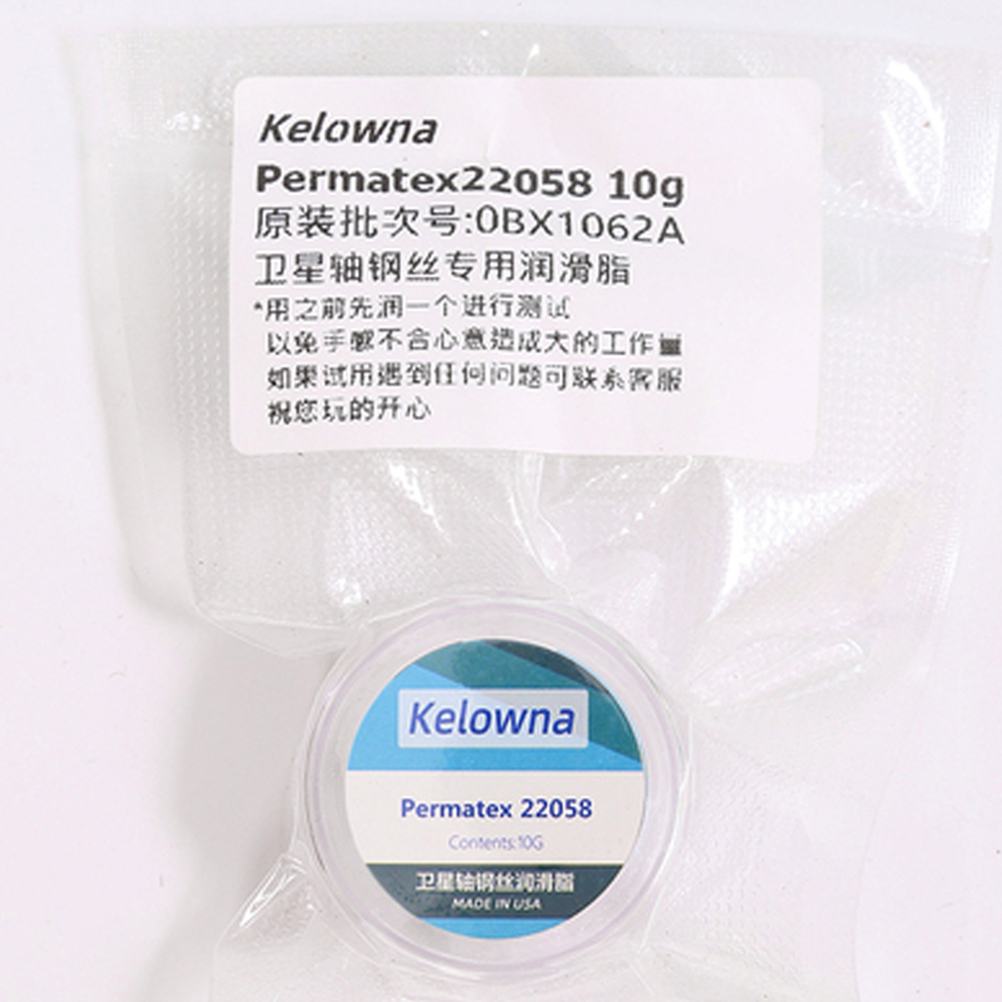 Kelowna
Permatex22058 10g
原装批次号:0BX1062A
卫星轴钢丝专用润滑脂
*用之前先润一个进行测试
以免手感不合心意造成大的工作量
如果试用遇到任何问题可联系客服
祝您玩的开心
Kelowna
Permatex 22058
Contents:10G
卫星轴钢丝润滑脂
MADE IN USA